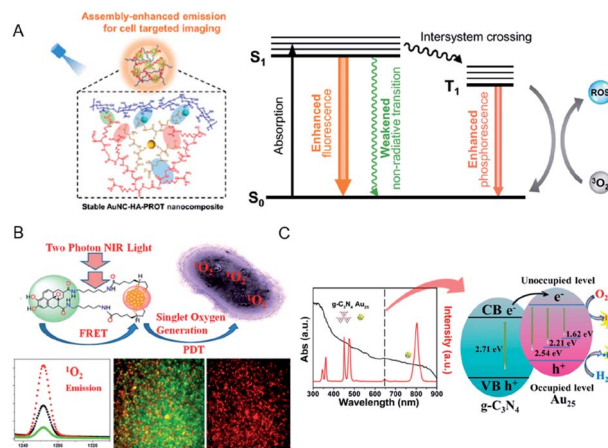 A
Assembly-enhanced emission
for cell targeted imaging
Stable AuNC-HA-PROT nanocomposite
S1
Intersystem crossing
T1
Absorption
Enhanced
fluorescence
Weakened
non-radiative transition
Enhanced
phosphorescence
ROS
³O₂
S0
B
Two Photon NIR Light
FRET
Singlet Oxygen
Generation
PDT
¹O₂
¹O₂
¹O₂
¹O₂
Emission
C
g-C₃N₄ Au₂₅
Abs (a.u.)
Intensity (a.u.)
300 400 500 600 700 800 900
Wavelength (nm)
Unoccupied level
CB e⁻
e⁻
O₂
2.71 eV
1.62 eV
2.21 eV
2.54 eV
h⁺
VB h⁺
Occupied level
g-C₃N₄
Au₂₅